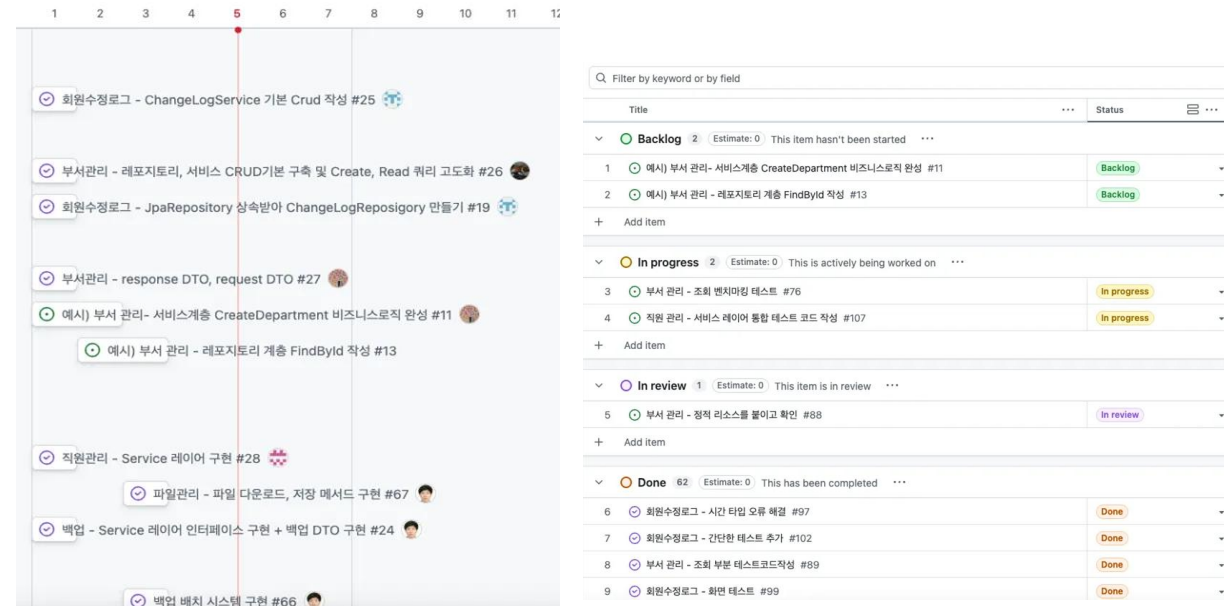 1 2 3 4 5 6 7 8 9 10 11 12
회원수정로그 - ChangeLogService 기본 Crud 작성 #25
부서관리 - 레포지토리, 서비스 CRUD기본 구축 및 Create, Read 쿼리 고도화 #26
회원수정로그 - JpaRepository 상속받아 ChangeLogReposigory 만들기 #19
부서관리 - response DTO, request DTO #27
예시) 부서 관리- 서비스계층 CreateDepartment 비즈니스로직 완성 #11
예시) 부서 관리 - 레포지토리 계층 FindById 작성 #13
직원관리 - Service 레이어 구현 #28
파일관리 - 파일 다운로드, 저장 메서드 구현 #67
백업 - Service 레이어 인터페이스 구현 + 백업 DTO 구현 #24
백업 배치 시스템 구현 #66
Filter by keyword or by field
Title ... Status ...
Backlog 2 Estimate: 0 This item hasn't been started ...
1 예시) 부서 관리- 서비스계층 CreateDepartment 비즈니스로직 완성 #11 Backlog
2 예시) 부서 관리 - 레포지토리 계층 FindById 작성 #13 Backlog
+ Add item
In progress 2 Estimate: 0 This is actively being worked on ...
3 부서 관리 - 조회 벤치마킹 테스트 #76 In progress
4 직원 관리 - 서비스 레이어 통합 테스트 코드 작성 #107 In progress
+ Add item
In review 1 Estimate: 0 This item is in review ...
5 부서 관리 - 정적 리소스를 붙이고 확인 #88 In review
+ Add item
Done 62 Estimate: 0 This has been completed ...
6 회원수정로그 - 시간 타입 오류 해결 #97 Done
7 회원수정로그 - 간단한 테스트 추가 #102 Done
8 부서 관리 - 조회 부분 테스트코드작성 #89 Done
9 회원수정로그 - 화면 테스트 #99 Done